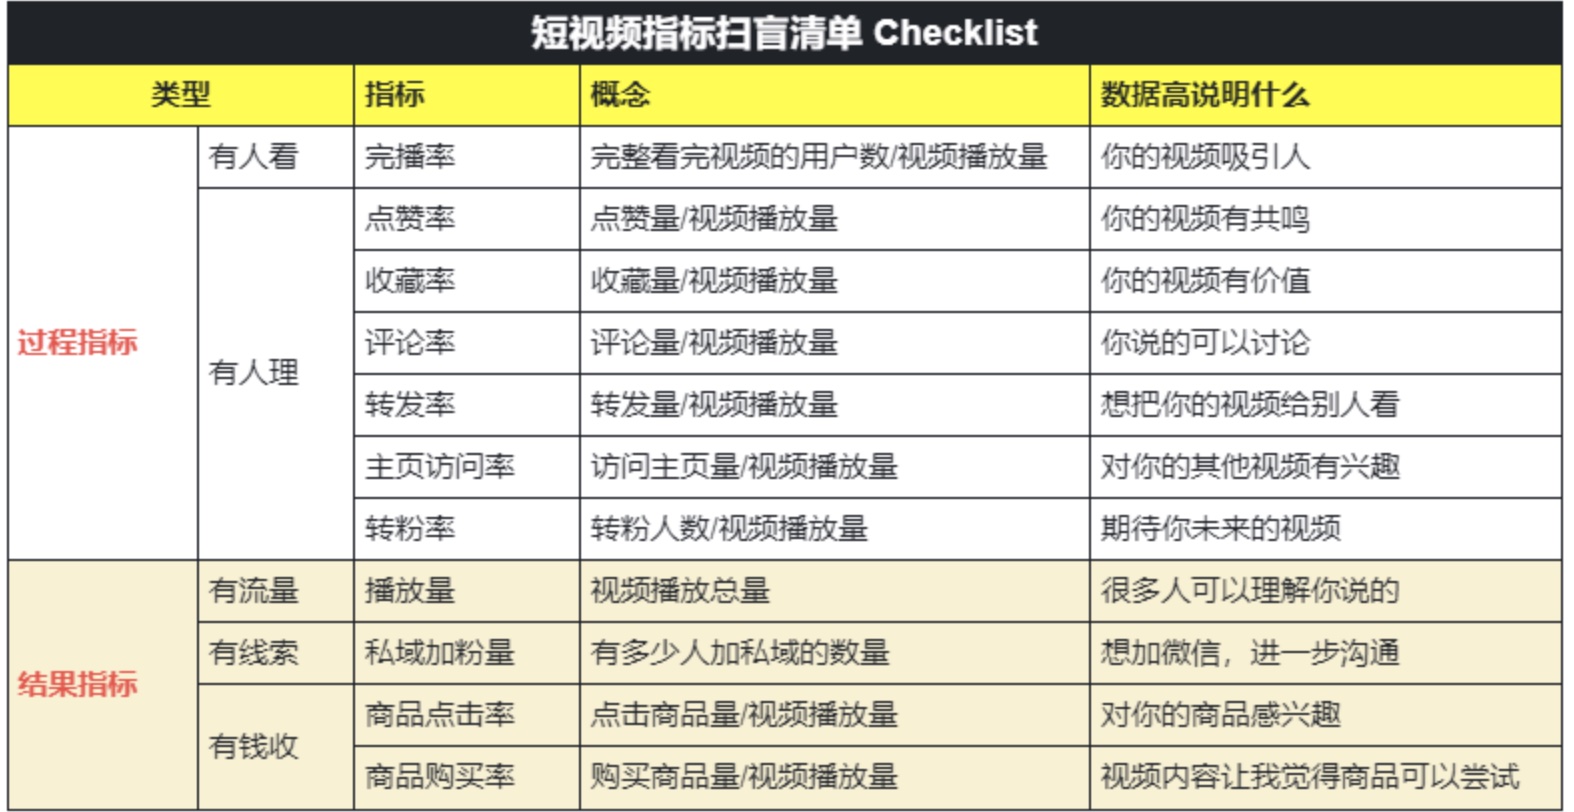 短视频指标扫盲清单 Checklist
类型 指标 概念 数据高说明什么
过程指标 有人看 完播率 完整看完视频的用户数/视频播放量 你的视频吸引人
有人理 点赞率 点赞量/视频播放量 你的视频有共鸣
收藏率 收藏量/视频播放量 你的视频有价值
评论率 评论量/视频播放量 你说的可以讨论
转发率 转发量/视频播放量 想把你的视频给别人看
主页访问率 访问主页量/视频播放量 对你的其他视频有兴趣
转粉率 转粉人数/视频播放量 期待你未来的视频
结果指标 有流量 播放量 视频播放总量 很多人可以理解你说的
有线索 私域加粉量 有多少人加私域的数量 想加微信，进一步沟通
有钱收 商品点击率 点击商品量/视频播放量 对你的商品感兴趣
商品购买率 购买商品量/视频播放量 视频内容让我觉得商品可以尝试